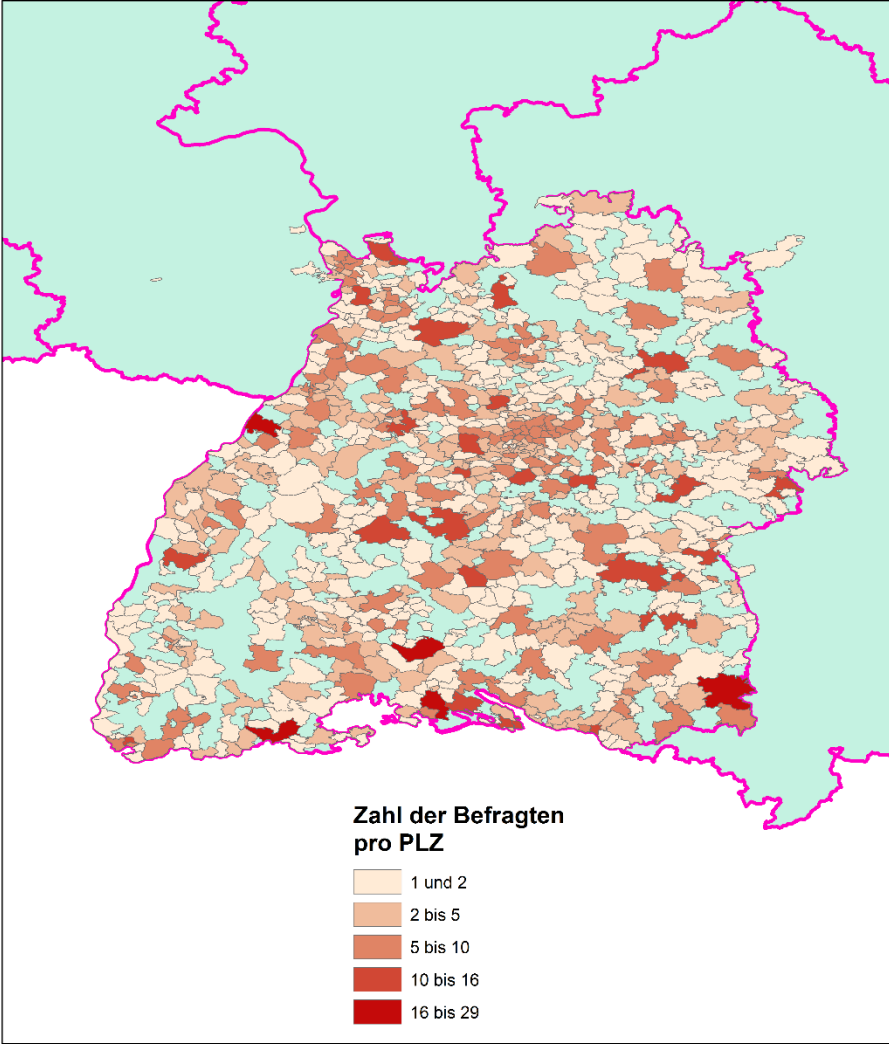 Zahl der Befragten
pro PLZ
1 und 2
2 bis 5
5 bis 10
10 bis 16
16 bis 29